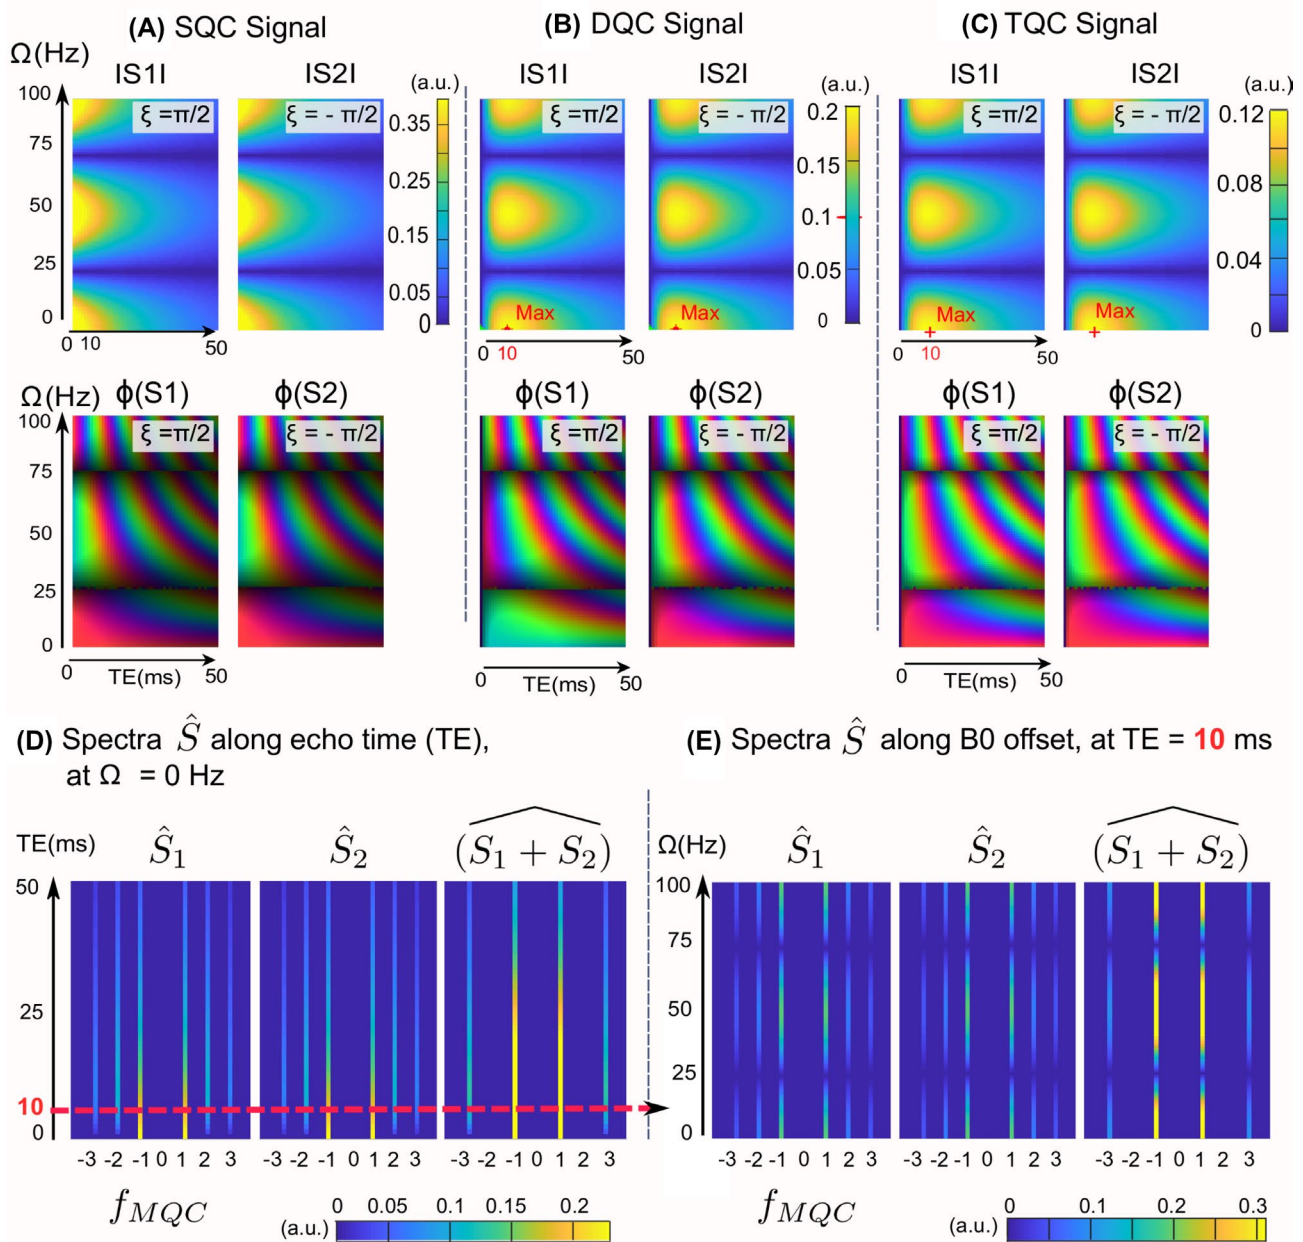 (A) SQC Signal
(B) DQC Signal
(C) TQC Signal
Ω(Hz)
IS1I
IS2I
(a.u.)
IS1I
IS2I
(a.u.)
IS1I
IS2I
(a.u.)
100
75
50
25
0
ξ =π/2
ξ = - π/2
0.35
0.25
0.15
0.05
0
0 10 50
ξ =π/2
ξ = - π/2
Max
Max
0.2
0.15
0.1
0.05
0
0 10 50
ξ =π/2
ξ = - π/2
Max
Max
0.12
0.08
0.04
0
0 10 50
Ω(Hz)
ϕ(S1)
ϕ(S2)
ϕ(S1)
ϕ(S2)
ϕ(S1)
ϕ(S2)
100
75
50
25
0
ξ =π/2
ξ = - π/2
ξ =π/2
ξ = - π/2
ξ =π/2
ξ = - π/2
0 TE(ms) 50
0 TE(ms) 50
0 TE(ms) 50
(D) Spectra Ŝ along echo time (TE),
at Ω = 0 Hz
(E) Spectra Ŝ along B0 offset, at TE = 10 ms
TE(ms)
Ŝ1
Ŝ2
(S1 + S2)
50
25
10
0
-3 -2 -1 0 1 2 3
-3 -2 -1 0 1 2 3
-3 -2 -1 0 1 2 3
fMQC
0 0.05 0.1 0.15 0.2
(a.u.)
Ω(Hz)
Ŝ1
Ŝ2
(S1 + S2)
100
75
50
25
0
-3 -2 -1 0 1 2 3
-3 -2 -1 0 1 2 3
-3 -2 -1 0 1 2 3
fMQC
0 0.1 0.2 0.3
(a.u.)